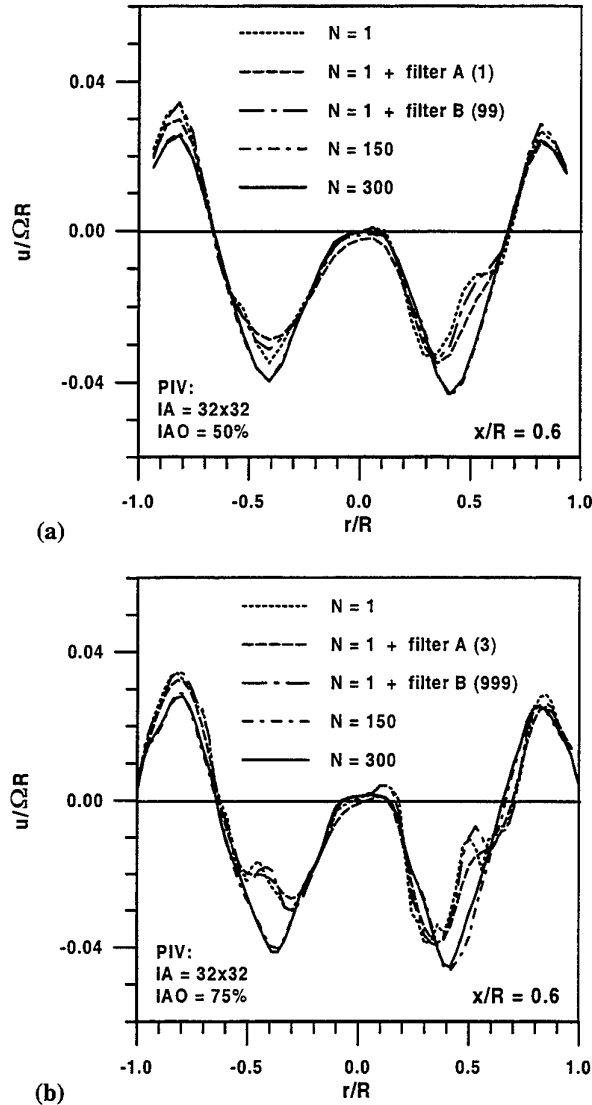 N = 1
N = 1 + filter A (1)
0.04
N = 1 + filter B (99)
N = 150
N = 300
0.00
u/ΩR
-0.04
PIV:
IA = 32x32
IAO = 50%
x/R = 0.6
-1.0 -0.5 0.0 0.5 1.0
r/R
(a)
N = 1
N = 1 + filter A (3)
0.04
N = 1 + filter B (999)
N = 150
N = 300
0.00
u/ΩR
-0.04
PIV:
IA = 32x32
IAO = 75%
x/R = 0.6
-1.0 -0.5 0.0 0.5 1.0
r/R
(b)